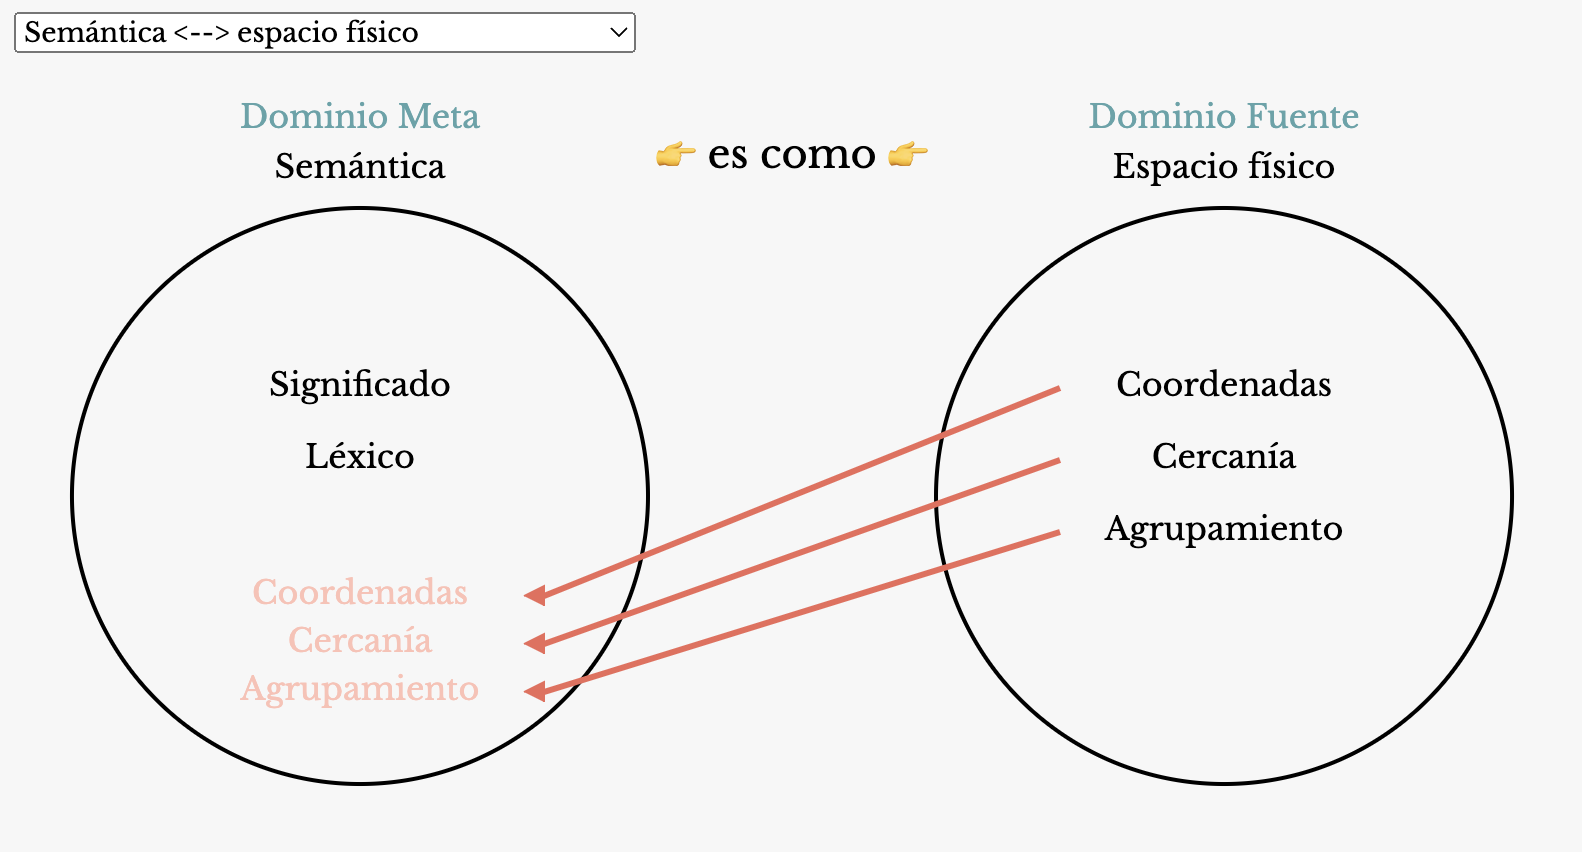 Semántica <--> espacio físico
Dominio Meta
Semántica
👉 es como 👉
Dominio Fuente
Espacio físico
Significado
Léxico
Coordenadas
Cercanía
Agrupamiento
Coordenadas
Cercanía
Agrupamiento